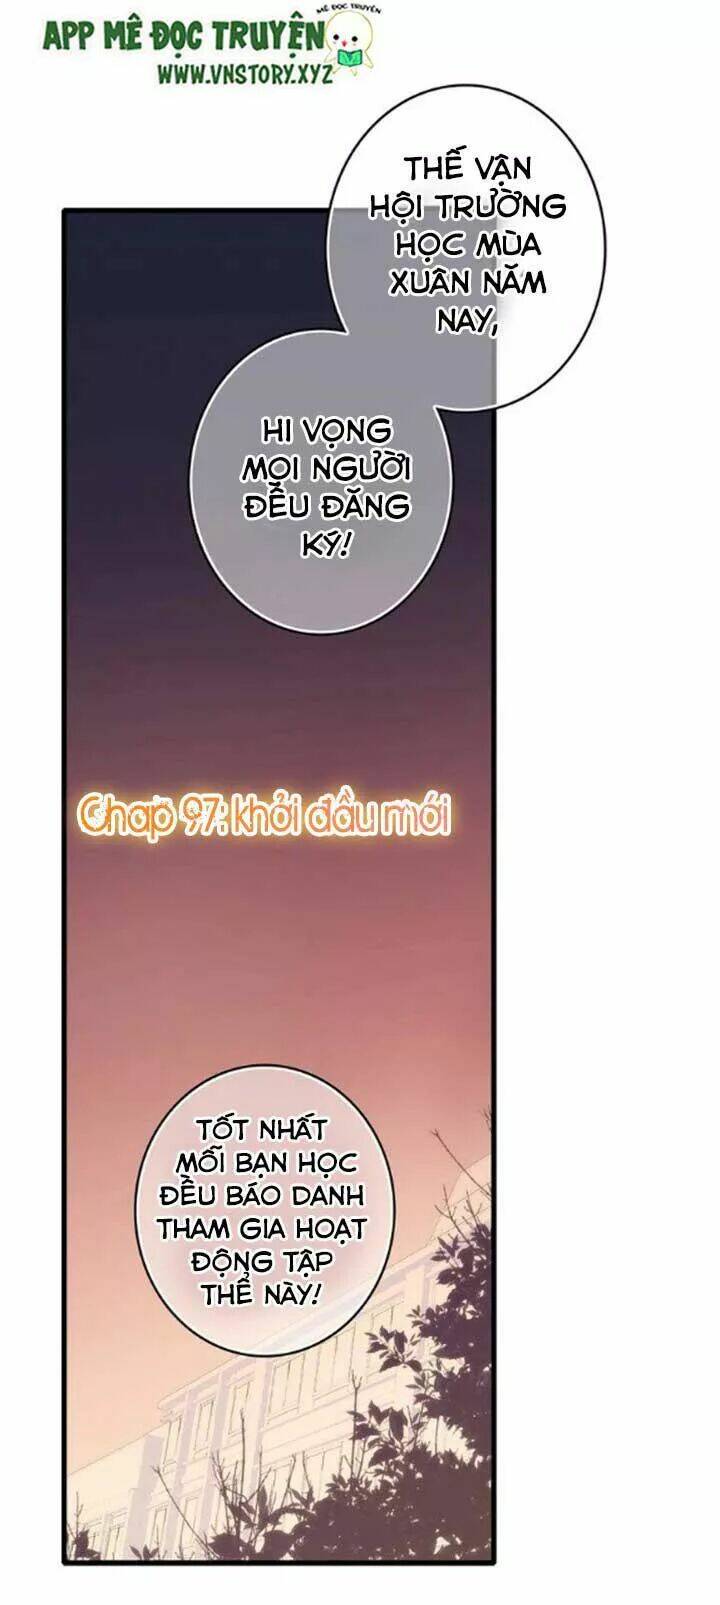 APP MÊ ĐỌC TRUYỆN
MÊ ĐỌC TRUYỆN
WWW.VNSTORY.XYZ
THẾ VẬN
HỘI TRƯỜNG
HỌC MÙA
XUÂN NĂM
NAY,
HI VỌNG
MỌI NGƯỜI
ĐỀU ĐĂNG
KÝ!
Chap 97: khỏi đầu mói
TỐT NHẤT
MỖI BẠN HỌC
ĐỀU BÁO DANH
THAM GIA HOẠT
ĐỘNG TẬP
THỂ NÀY!